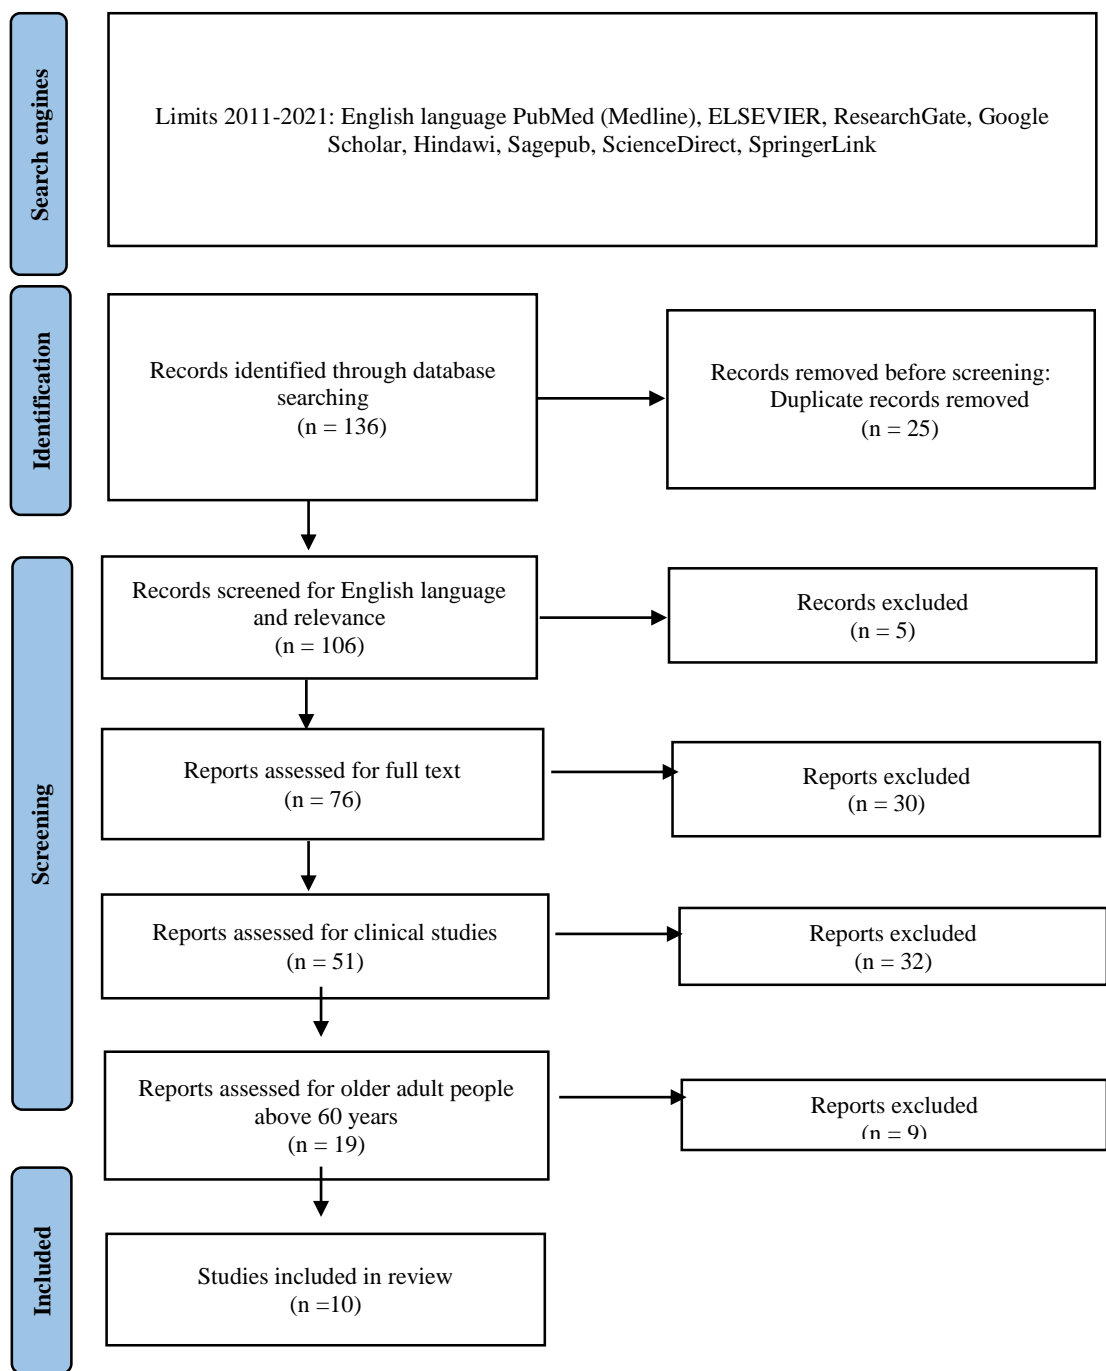 Search engines
Limits 2011-2021: English language PubMed (Medline), ELSEVIER, ResearchGate, Google
Scholar, Hindawi, Sagepub, ScienceDirect, SpringerLink
Identification
Records identified through database
searching
(n = 136)
Records removed before screening:
Duplicate records removed
(n = 25)
Screening
Records screened for English language
and relevance
(n = 106)
Records excluded
(n = 5)
Reports assessed for full text
(n = 76)
Reports excluded
(n = 30)
Reports assessed for clinical studies
(n = 51)
Reports excluded
(n = 32)
Reports assessed for older adult people
above 60 years
(n = 19)
Reports excluded
(n = 9)
Included
Studies included in review
(n =10)